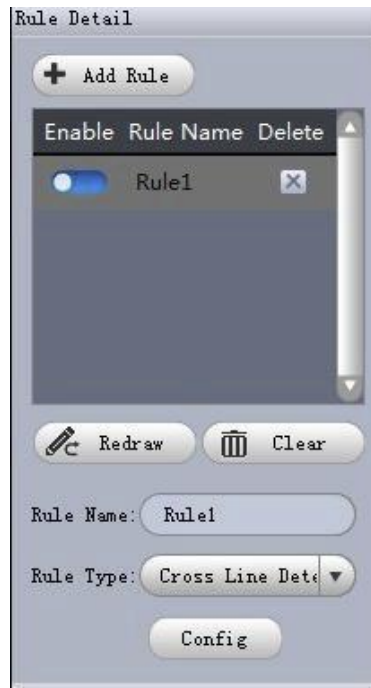 Rule Detail
Add Rule
Enable Rule Name Delete
Rule1
Redraw Clear
Rule Name: Rule1
Rule Type: Cross Line
Config